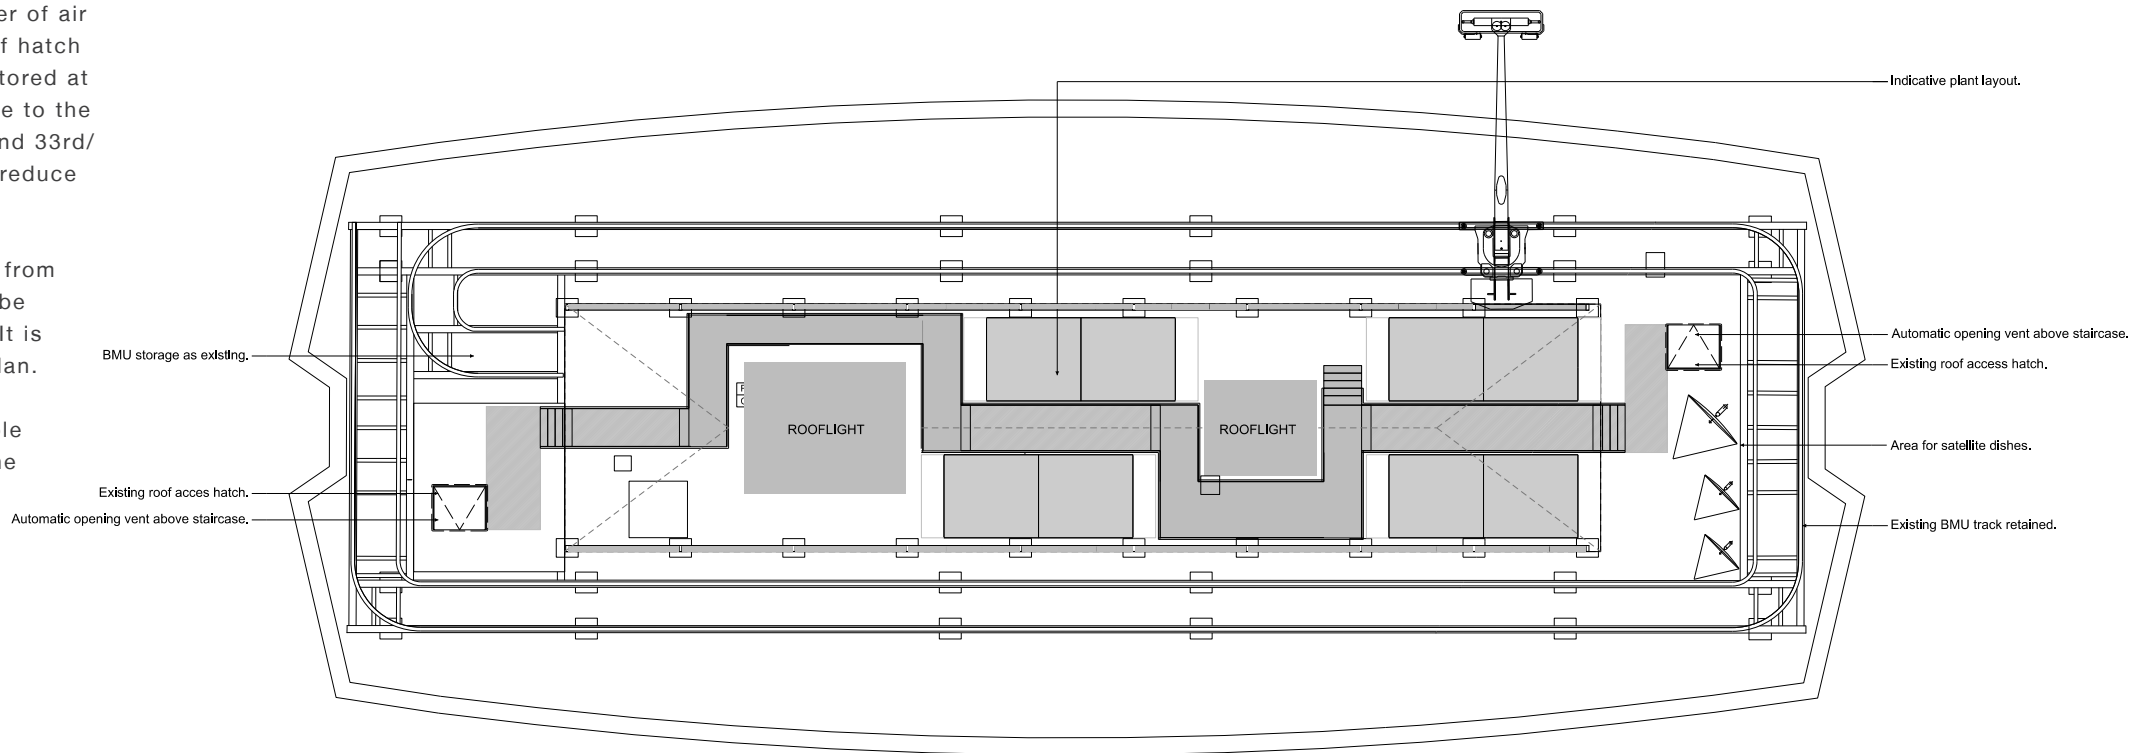 er of air
f hatch
tored at
e to the
nd 33rd/
reduce
from
be
It is
lan.
le
ne
Indicative plant layout.
Automatic opening vent above staircase.
Existing roof access hatch.
BMU storage as existing.
ROOFLIGHT
ROOFLIGHT
Area for satellite dishes.
Existing roof acces hatch.
Automatic opening vent above staircase.
Existing BMU track retained.